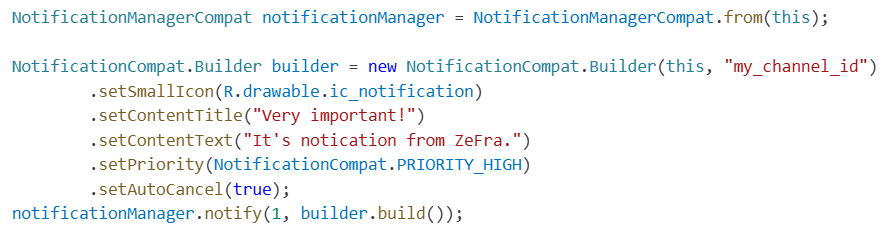 NotificationManagerCompat notificationManager = NotificationManagerCompat.from(this);

NotificationCompat.Builder builder = new NotificationCompat.Builder(this, "my_channel_id")
        .setSmallIcon(R.drawable.ic_notification)
        .setContentTitle("Very important!")
        .setContentText("It's notication from ZeFra.")
        .setPriority(NotificationCompat.PRIORITY_HIGH)
        .setAutoCancel(true);
notificationManager.notify(1, builder.build());